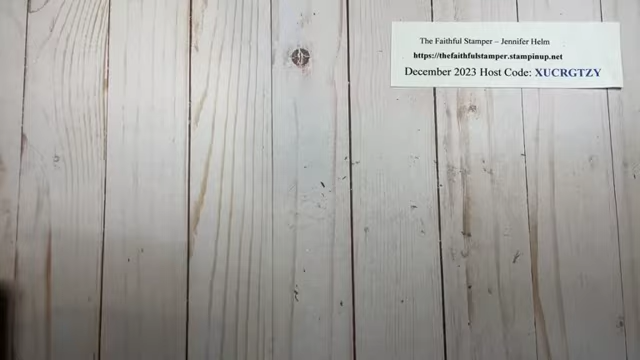 The Faithful Stamper – Jennifer Helm
https://thefaithfulstamper.stampinup.net
December 2023 Host Code: XUCRGTZY